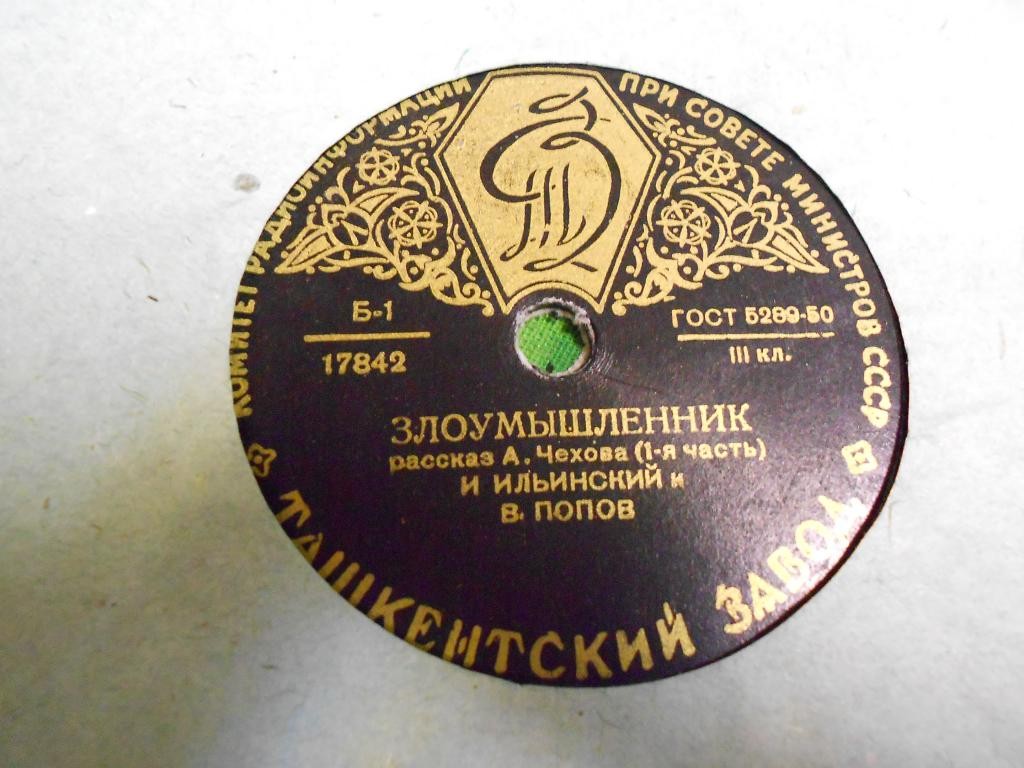 КОМИТЕТ РАДИОИНФОРМАЦИИ ПРИ СОВЕТЕ МИНИСТРОВ СССР
Б-1
17842
ГОСТ 5289-50
III кл.
ЗЛОУМЫШЛЕННИК
рассказ А. Чехова (1-я часть)
И ИЛЬИНСКИЙ и
В. ПОПОВ
ТАШКЕНТСКИЙ ЗАВОД